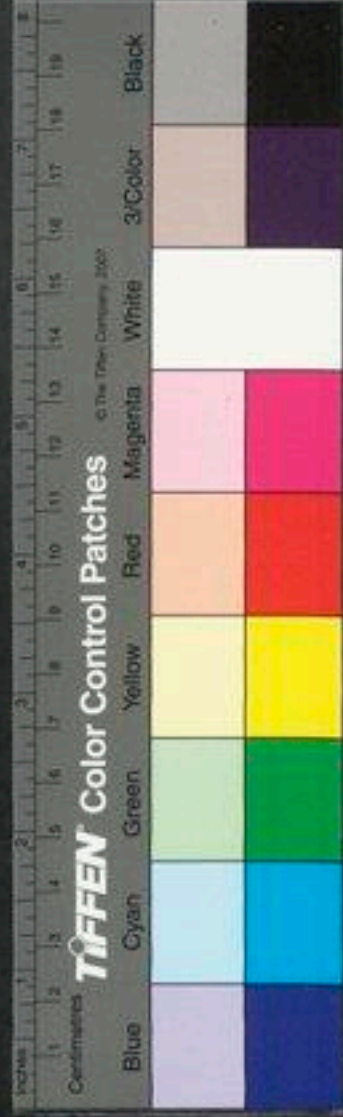 Inches 1 2 3 4 5 6 7 8
Centimetres 1 2 3 4 5 6 7 8 9 10 11 12 13 14 15 16 17 18 19
TIFFEN® Color Control Patches
© The Tiffen Company, 2007
Blue Cyan Green Yellow Red Magenta White 3/Color Black